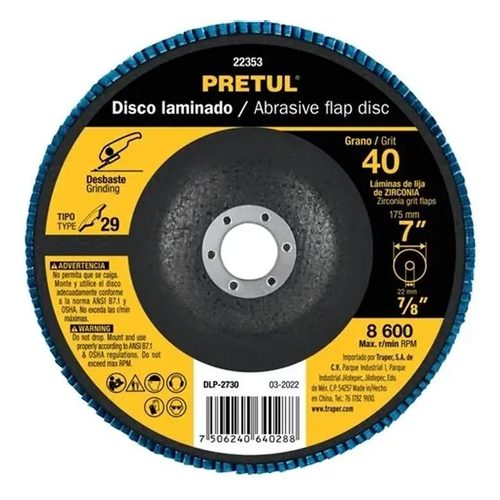 22353
PRETUL
Disco laminado / Abrasive flap disc
Desbaste
Grinding
TIPO
TYPE 29
Grano / Grit
40
Láminas de lija
de ZIRCONIA
Zirconia grit flaps
175 mm
7"
22 mm
7/8"
8 600
Max. r/min RPM
ADVERTENCIA
No permita que se caiga.
Monte y utilice el disco
adecuadamente conforme
a la norma ANSI B7.1 y
OSHA. No exceda las r/min
máximas.
WARNING
Do not drop. Mount and use
properly according to ANSI B7.1
& OSHA regulations. Do not
exceed max RPM.
Importado por Truper, S.A. de
C.V. Parque Industrial 1, Parque
Industrial Jilotepec, Jilotepec, Edo.
de Méx. C.P. 54257 Made in/Hecho
en China, Tel. 76 1782 9100.
www.truper.com
DLP-2730 03-2022
7 506240 640288